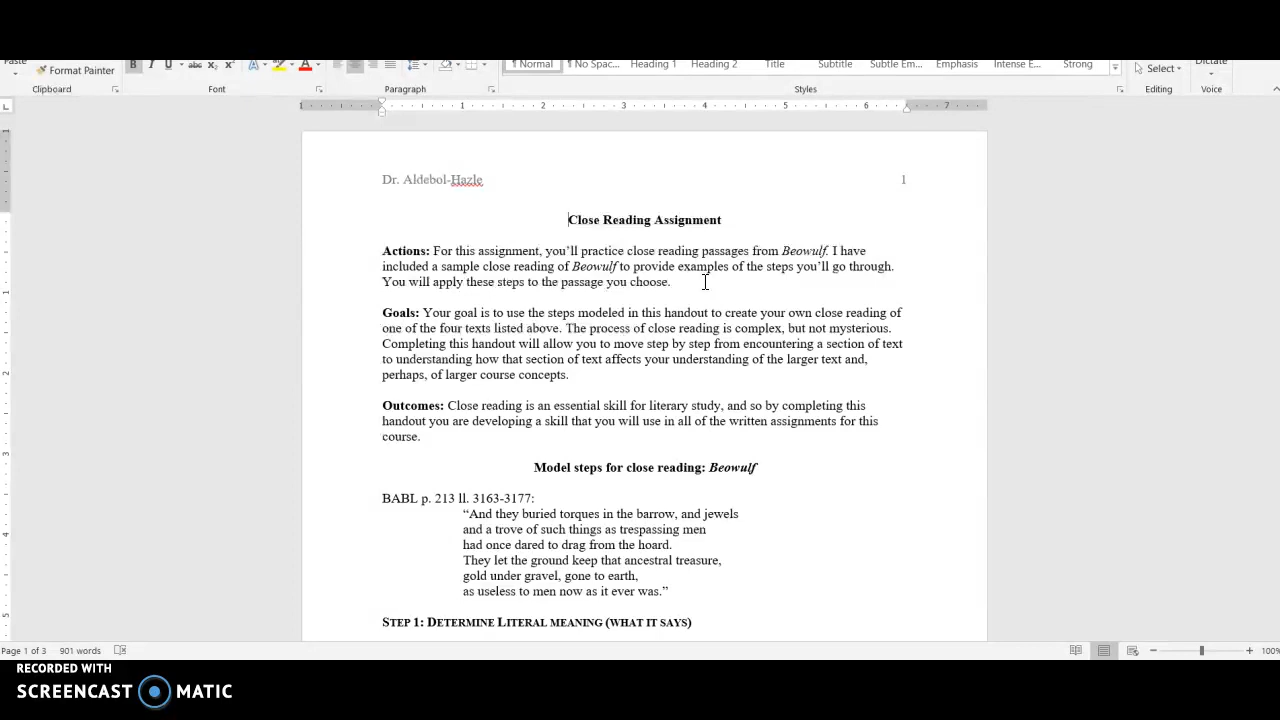 Paste
Format Painter
B I U abc x₂ x² A A
¶ Normal ¶ No Spac... Heading 1 Heading 2 Title Subtitle Subtle Em... Emphasis Intense E... Strong
Select
Dictate
Clipboard Font Paragraph Styles Editing Voice
1 1 2 3 4 5 6 7
Dr. Aldebol-Hazle 1
Close Reading Assignment
Actions: For this assignment, you’ll practice close reading passages from Beowulf. I have
included a sample close reading of Beowulf to provide examples of the steps you’ll go through.
You will apply these steps to the passage you choose.
Goals: Your goal is to use the steps modeled in this handout to create your own close reading of
one of the four texts listed above. The process of close reading is complex, but not mysterious.
Completing this handout will allow you to move step by step from encountering a section of text
to understanding how that section of text affects your understanding of the larger text and,
perhaps, of larger course concepts.
Outcomes: Close reading is an essential skill for literary study, and so by completing this
handout you are developing a skill that you will use in all of the written assignments for this
course.
Model steps for close reading: Beowulf
BABL p. 213 ll. 3163-3177:
“And they buried torques in the barrow, and jewels
and a trove of such things as trespassing men
had once dared to drag from the hoard.
They let the ground keep that ancestral treasure,
gold under gravel, gone to earth,
as useless to men now as it ever was.”
STEP 1: DETERMINE LITERAL MEANING (WHAT IT SAYS)
Page 1 of 3 901 words 100%
RECORDED WITH
SCREENCAST MATIC